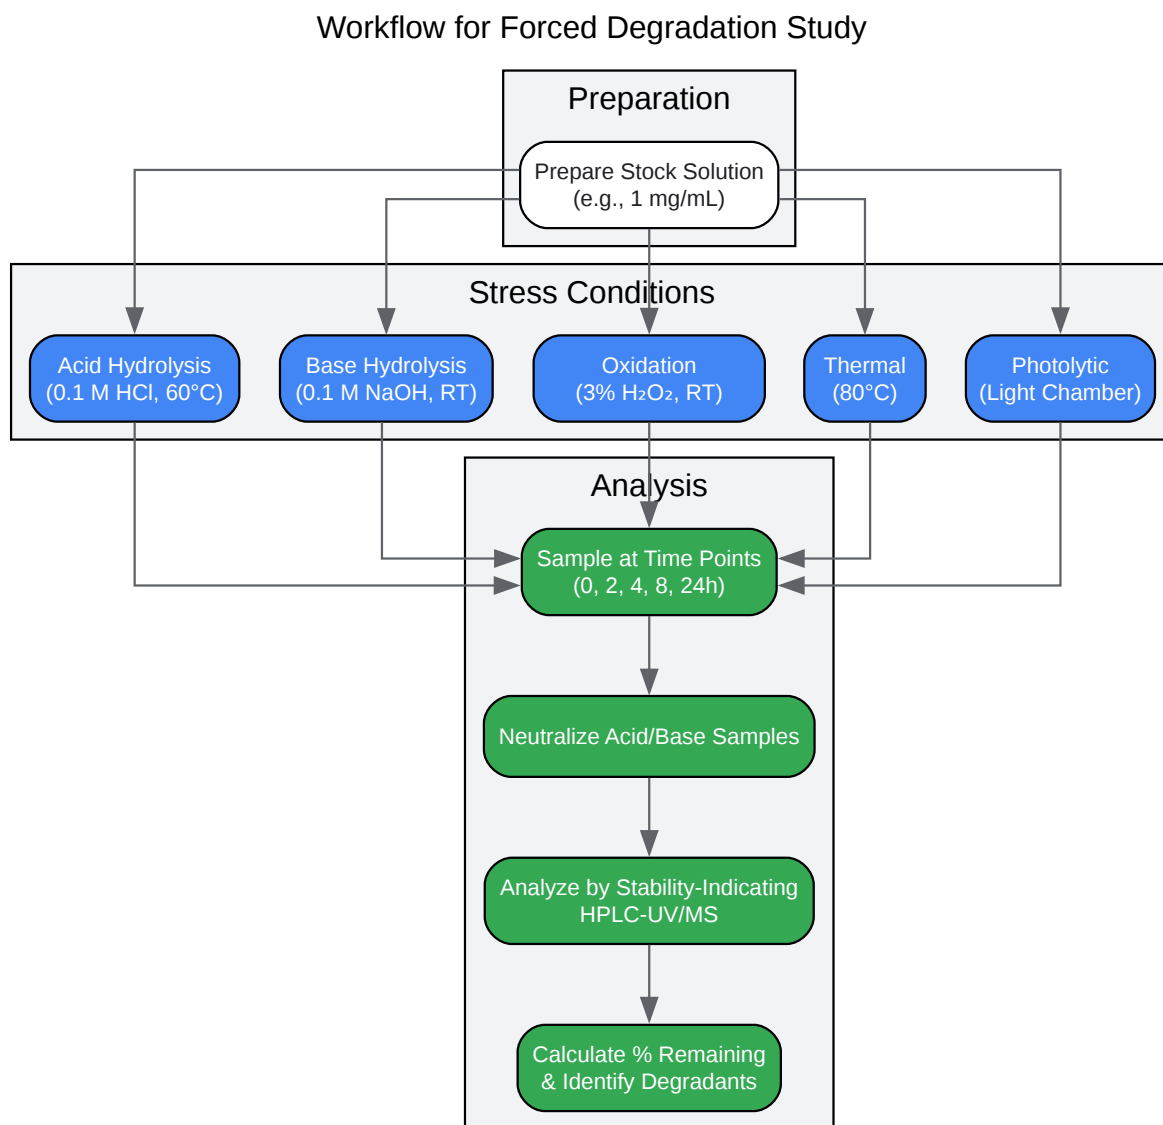 Workflow for Forced Degradation Study
Preparation
Prepare Stock Solution
(e.g., 1 mg/mL)
Stress Conditions
Acid Hydrolysis
(0.1 M HCl, 60°C)
Base Hydrolysis
(0.1 M NaOH, RT)
Oxidation
(3% H₂O₂, RT)
Thermal
(80°C)
Photolytic
(Light Chamber)
Analysis
Sample at Time Points
(0, 2, 4, 8, 24h)
Neutralize Acid/Base Samples
Analyze by Stability-Indicating
HPLC-UV/MS
Calculate % Remaining
& Identify Degradants